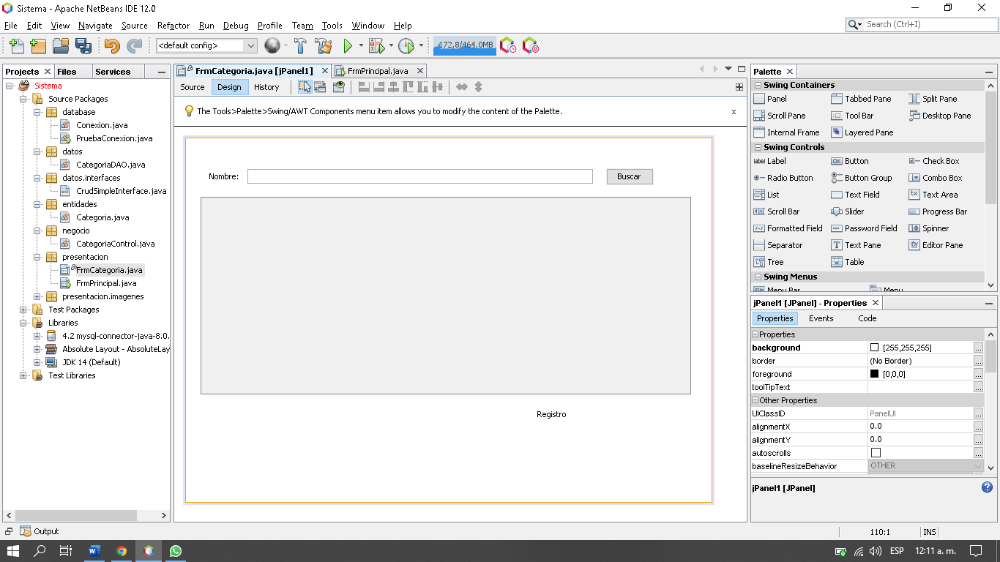 Sistema - Apache NetBeans IDE 12.0
File Edit View Navigate Source Refactor Run Debug Profile Team Tools Window Help
Search (Ctrl+I)
<default config>
172,8/464,0MB
Projects Files Services
FrmCategoria.java [jPanel1] FrmPrincipal.java
Source Design History
The Tools>Palette>Swing/AWT Components menu item allows you to modify the content of the Palette.
x
Sistema
Source Packages
database
Conexion.java
PruebaConexion.java
datos
CategoriaDAO.java
datos.interfaces
CrudSimpleInterface.java
entidades
Categoria.java
negocio
CategoriaControl.java
presentacion
FrmCategoria.java
FrmPrincipal.java
presentacion.imagenes
Test Packages
Libraries
4.2 mysql-connector-java-8.0.
Absolute Layout - AbsoluteLay
JDK 14 (Default)
Test Libraries
Nombre:
Buscar
Registro
Palette
Swing Containers
Panel Tabbed Pane Split Pane
Scroll Pane Tool Bar Desktop Pane
Internal Frame Layered Pane
Swing Controls
Label Button Check Box
Radio Button Button Group Combo Box
List Text Field Text Area
Scroll Bar Slider Progress Bar
Formatted Field Password Field Spinner
Separator Text Pane Editor Pane
Tree Table
Swing Menus
Menu Bar Menu
jPanel1 [JPanel] - Properties
Properties Events Code
Properties
background [255,255,255] ...
border (No Border) ...
foreground [0,0,0] ...
toolTipText ...
Other Properties
UIClassID PanelUI ...
alignmentX 0.0 ...
alignmentY 0.0 ...
autoscrolls ...
baselineResizeBehavior OTHER
jPanel1 [JPanel]
Output
110:1 INS
ESP 12:11 a. m.